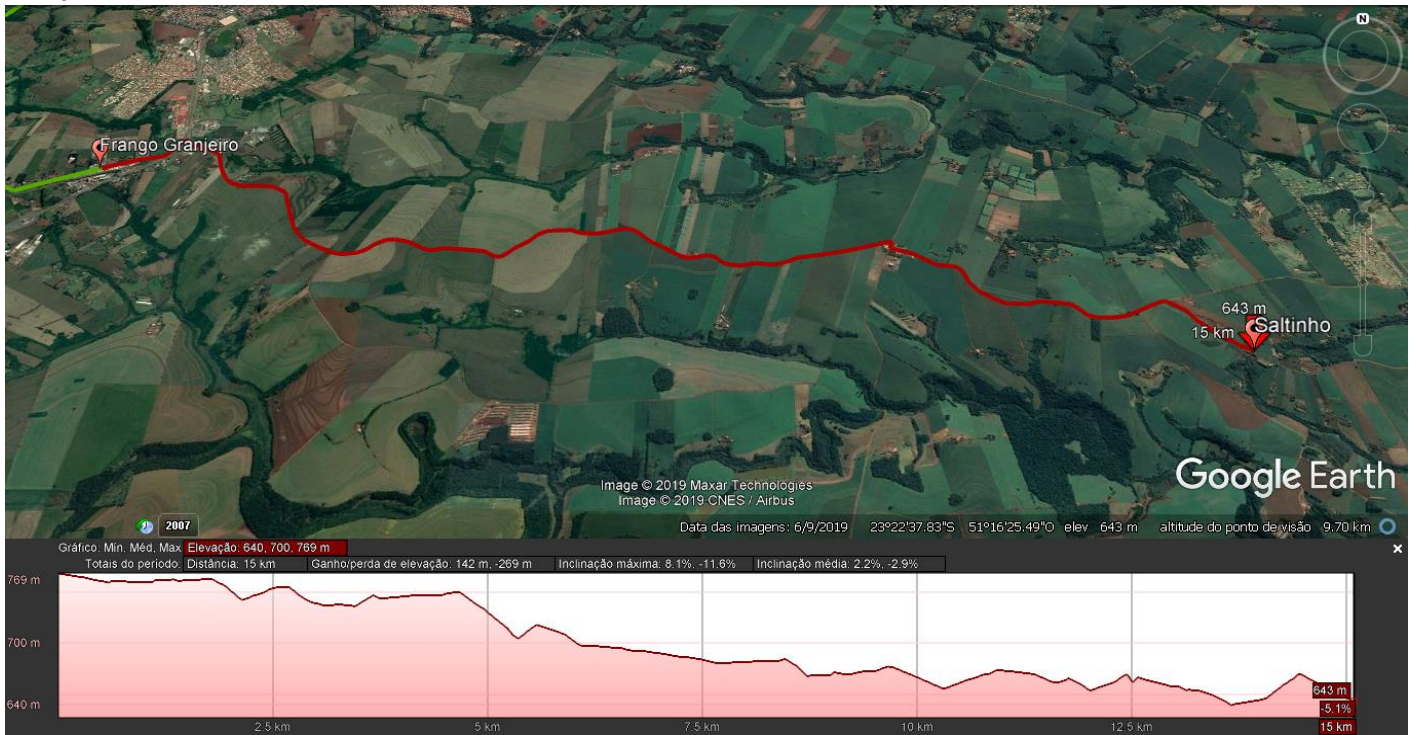 N
Frango Granjeiro
643 m
15 km
Saltinho
Google Earth
Image © 2019 Maxar Technologies
Image © 2019 CNES / Airbus
2007
Data das imagens: 6/9/2019 23°22'37.83"S 51°16'25.49"O elev 643 m altitude do ponto de visão 9.70 km
Gráfico: Mín. Méd, Max Elevação: 640, 700, 769 m
Totais do período: Distância: 15 km Ganho/perda de elevação: 142 m, -269 m Inclinação máxima: 8.1%, -11.6% Inclinação média: 2.2%, -2.9%
769 m
700 m
640 m
643 m
-5.1%
2.5 km 5 km 7.5 km 10 km 12.5 km 15 km